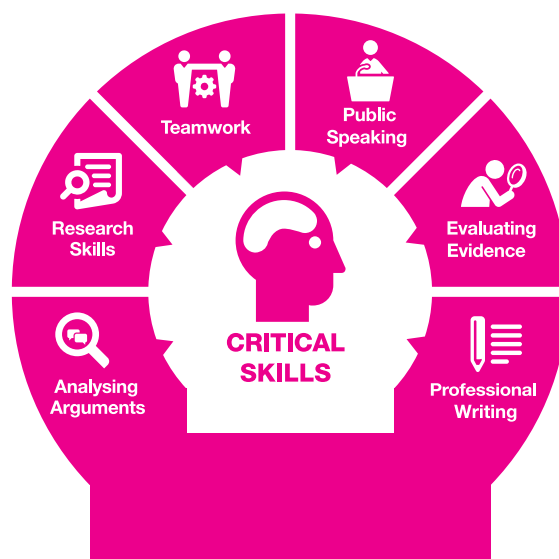 Teamwork
Public
Speaking
Research
Skills
Evaluating
Evidence
CRITICAL
SKILLS
Analysing
Arguments
Professional
Writing